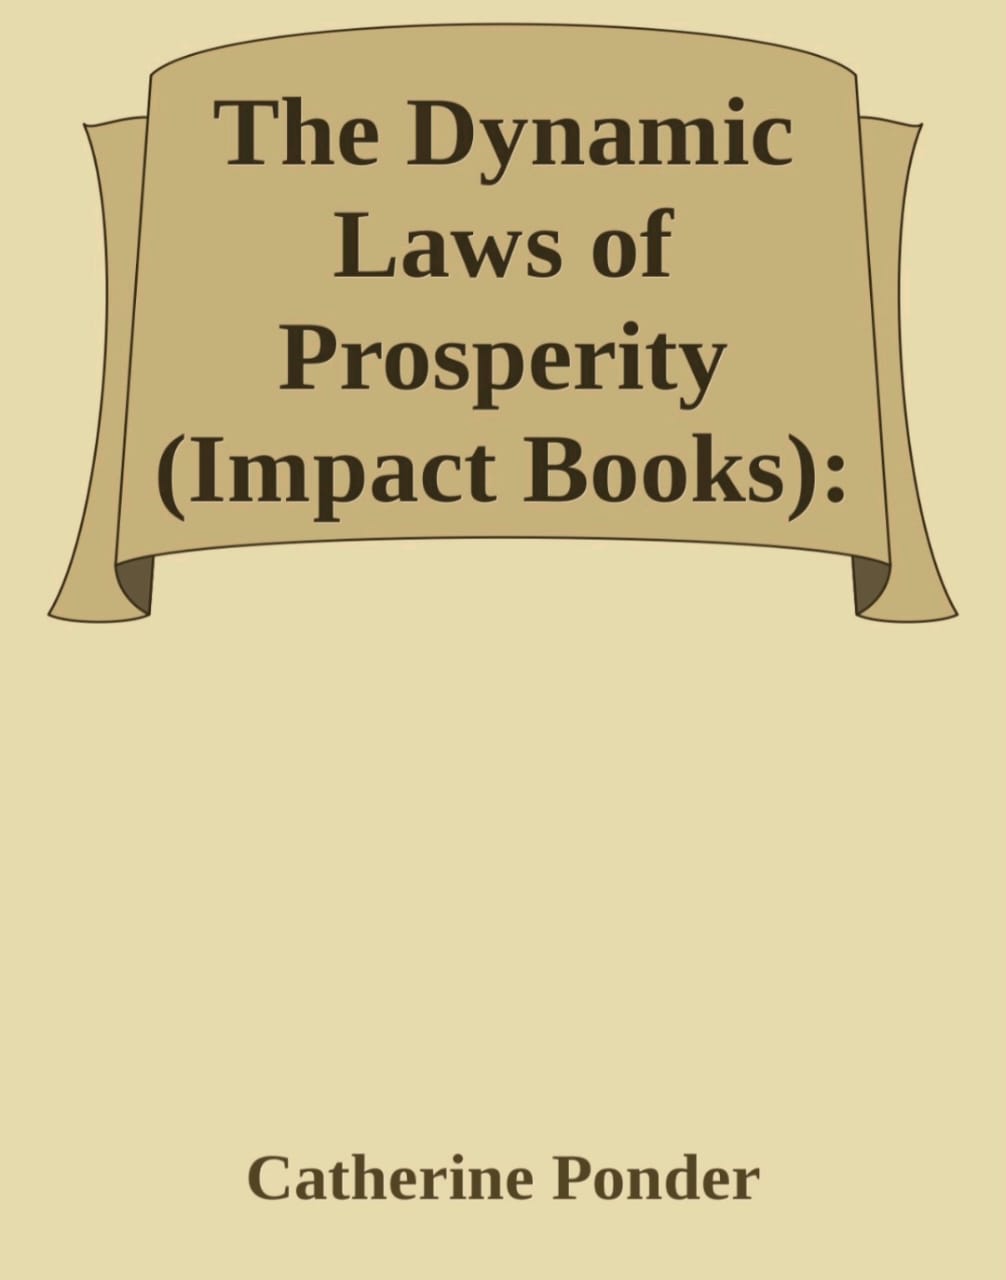 The Dynamic
Laws of
Prosperity
(Impact Books):
Catherine Ponder